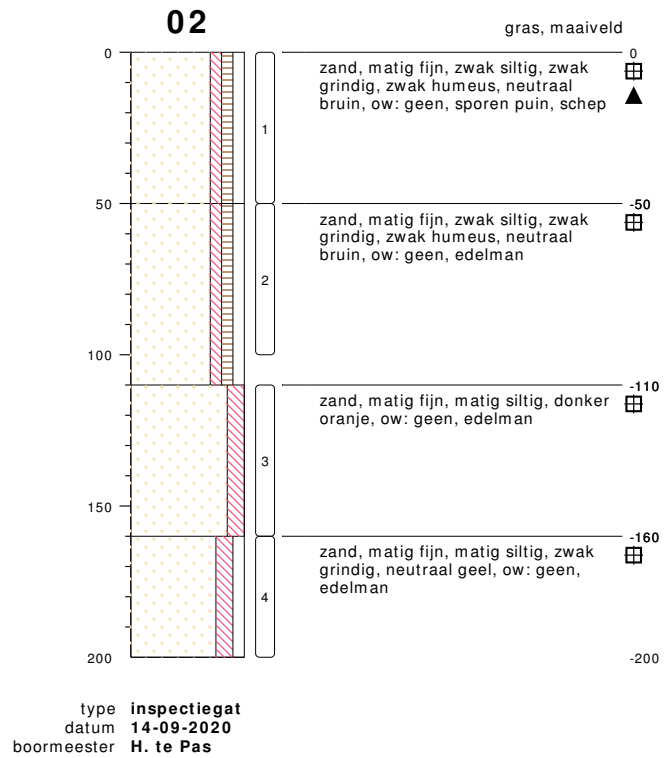 02
gras, maaiveld
0
0
zand, matig fijn, zwak siltig, zwak
grindig, zwak humeus, neutraal
bruin, ow: geen, sporen puin, schep
1
50
-50
zand, matig fijn, zwak siltig, zwak
grindig, zwak humeus, neutraal
bruin, ow: geen, edelman
2
100
-110
zand, matig fijn, matig siltig, donker
oranje, ow: geen, edelman
3
150
-160
zand, matig fijn, matig siltig, zwak
grindig, neutraal geel, ow: geen,
edelman
4
200
-200
type inspectiegat
datum 14-09-2020
boormeester H. te Pas